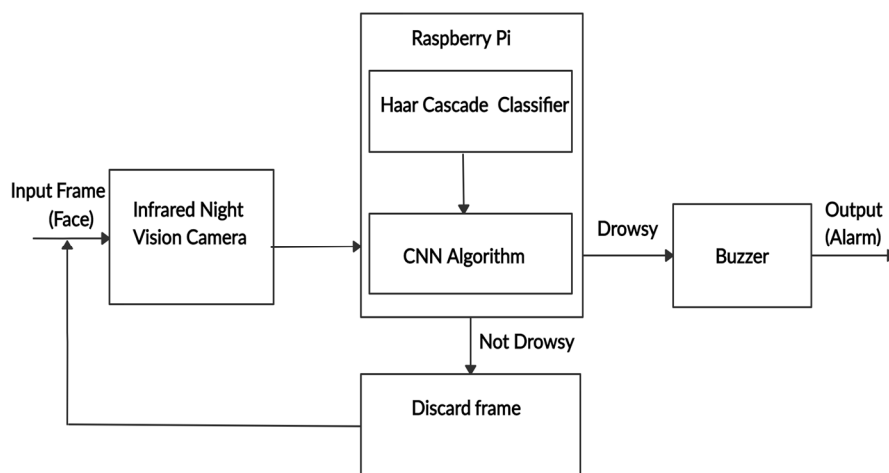 Raspberry Pi
Haar Cascade Classifier
Input Frame
(Face)
Infrared Night
Vision Camera
CNN Algorithm
Drowsy
Buzzer
Output
(Alarm)
Not Drowsy
Discard frame